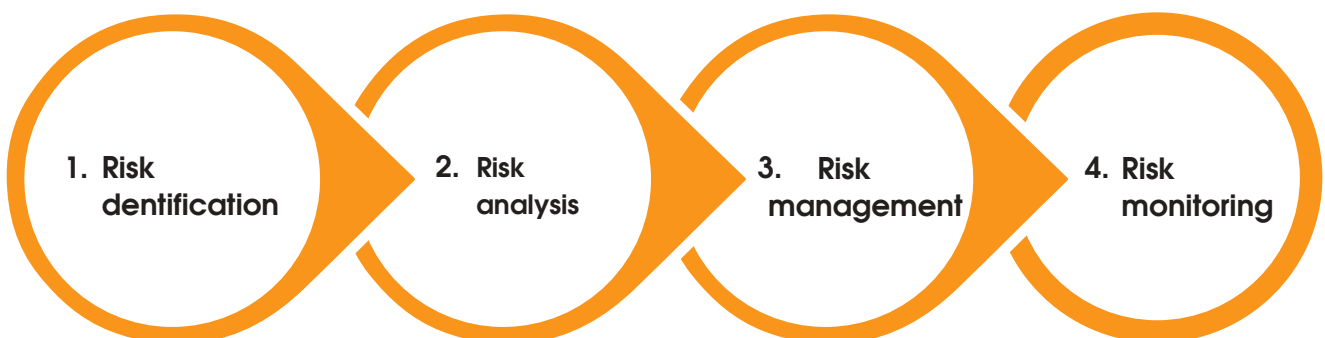 1. Risk
dentification
2. Risk
analysis
3. Risk
management
4. Risk
monitoring